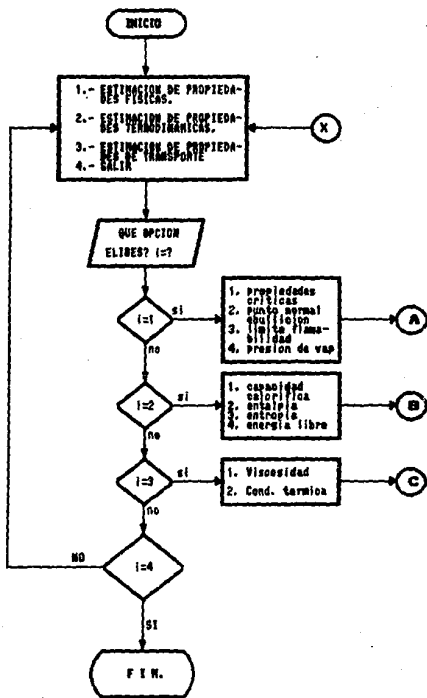 INICIO
1.- ESTIMACION DE PROPIEDA-
DES FISICAS.
2.- ESTIMACION DE PROPIEDA-
DES TERMODINAMICAS.
3.- ESTIMACION DE PROPIEDA-
DES DE TRANSPORTE
4.- SALIR
X
QUE OPCION
ELIGES? i=?
i=1
si
1. propiedades
criticas
2. punto normal
ebullicion
3. limite flama-
bilidad
4. presion de vap
A
no
i=2
si
1. capacidad
calorifica
2. entalpia
3. entropia
4. energia libre
B
no
i=3
si
1. Viscosidad
2. Cond. termica
C
no
NO
i=4
SI
F I N.